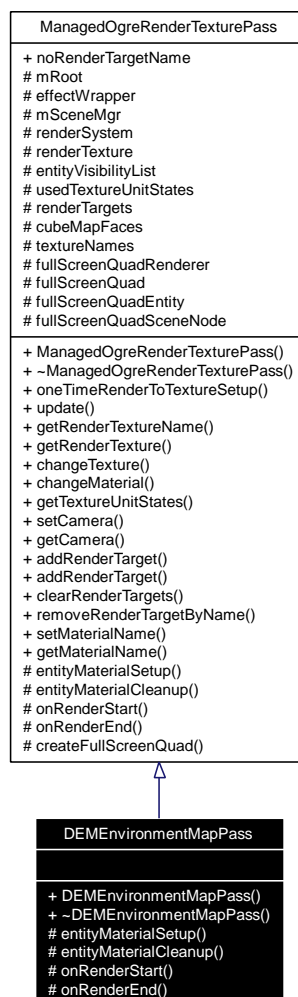 ManagedOgreRenderTexturePass
+ noRenderTargetName
# mRoot
# effectWrapper
# mSceneMgr
# renderSystem
# renderTexture
# entityVisibilityList
# usedTextureUnitStates
# renderTargets
# cubeMapFaces
# textureNames
# fullScreenQuadRenderer
# fullScreenQuad
# fullScreenQuadEntity
# fullScreenQuadSceneNode
+ ManagedOgreRenderTexturePass()
+ ~ManagedOgreRenderTexturePass()
+ oneTimeRenderToTextureSetup()
+ update()
+ getRenderTextureName()
+ getRenderTexture()
+ changeTexture()
+ changeMaterial()
+ getTextureUnitStates()
+ setCamera()
+ getCamera()
+ addRenderTarget()
+ addRenderTarget()
+ clearRenderTargets()
+ removeRenderTargetByName()
+ setMaterialName()
+ getMaterialName()
# entityMaterialSetup()
# entityMaterialCleanup()
# onRenderStart()
# onRenderEnd()
# createFullScreenQuad()
DEMEnvironmentMapPass
+ DEMEnvironmentMapPass()
+ ~DEMEnvironmentMapPass()
# entityMaterialSetup()
# entityMaterialCleanup()
# onRenderStart()
# onRenderEnd()